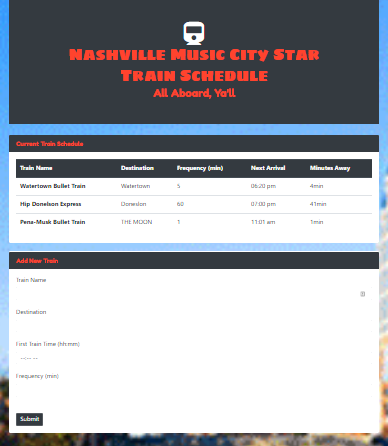 Nashville Music City Star
Train Schedule
All Aboard, Ya'll
Current Train Schedule
Train Name Destination Frequency (min) Next Arrival Minutes Away
Watertown Bullet Train Watertown 5 06:20 pm 4min
Hip Donelson Express Doneslon 60 07:00 pm 41min
Pena-Musk Bullet Train THE MOON 1 11:01 am 1min
Add New Train
Train Name
Destination
First Train Time (hh:mm)
--:-- --
Frequency (min)
Submit